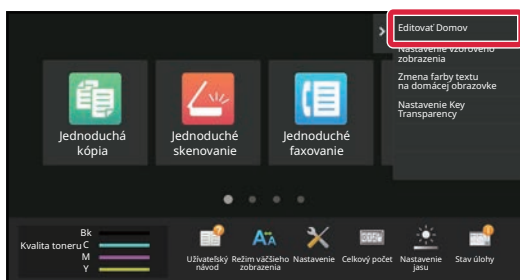 Editovať Domov
Nastavenie vzorového
zobrazenia
Zmena farby textu
na domácej obrazovke
Nastavenie Key
Transparency
Jednoduchá
kópia
Jednoduché
skenovanie
Jednoduché
faxovanie
Kvalita toneru
Bk
C
M
Y
Užívateľský
návod
Režim väčšieho
zobrazenia
Nastavenie
Celkový počet
Nastavenie
jasu
Stav úlohy